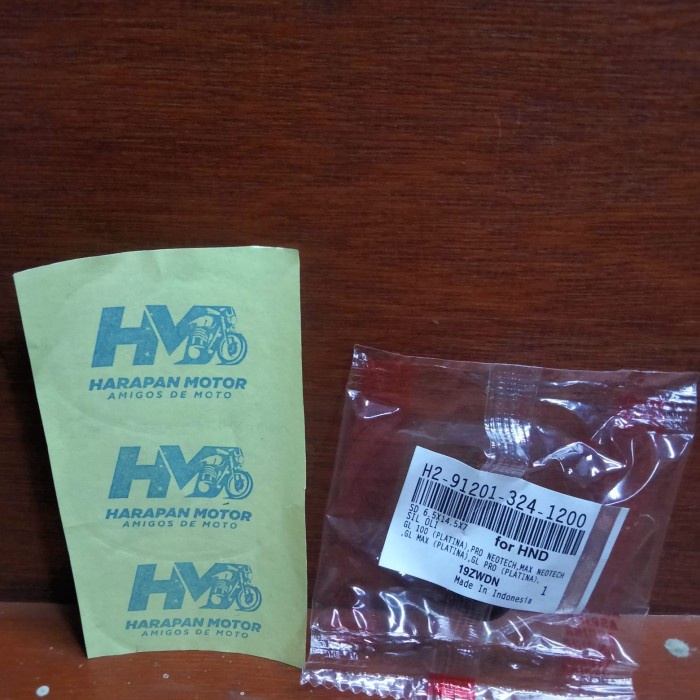 HM
HARAPAN MOTOR
AMIGOS DE MOTO
HM
HARAPAN MOTOR
AMIGOS DE MOTO
HM
HARAPAN MOTOR
AMIGOS DE MOTO
H2-91201-324-1200
SD 6.5X14.5X7
SIL OLI
for HND
GL 100 (PLATINA),PRO NEOTECH,MAX NEOTECH
,GL MAX (PLATINA),GL PRO (PLATINA),
19ZWDN 1
Made In Indonesia